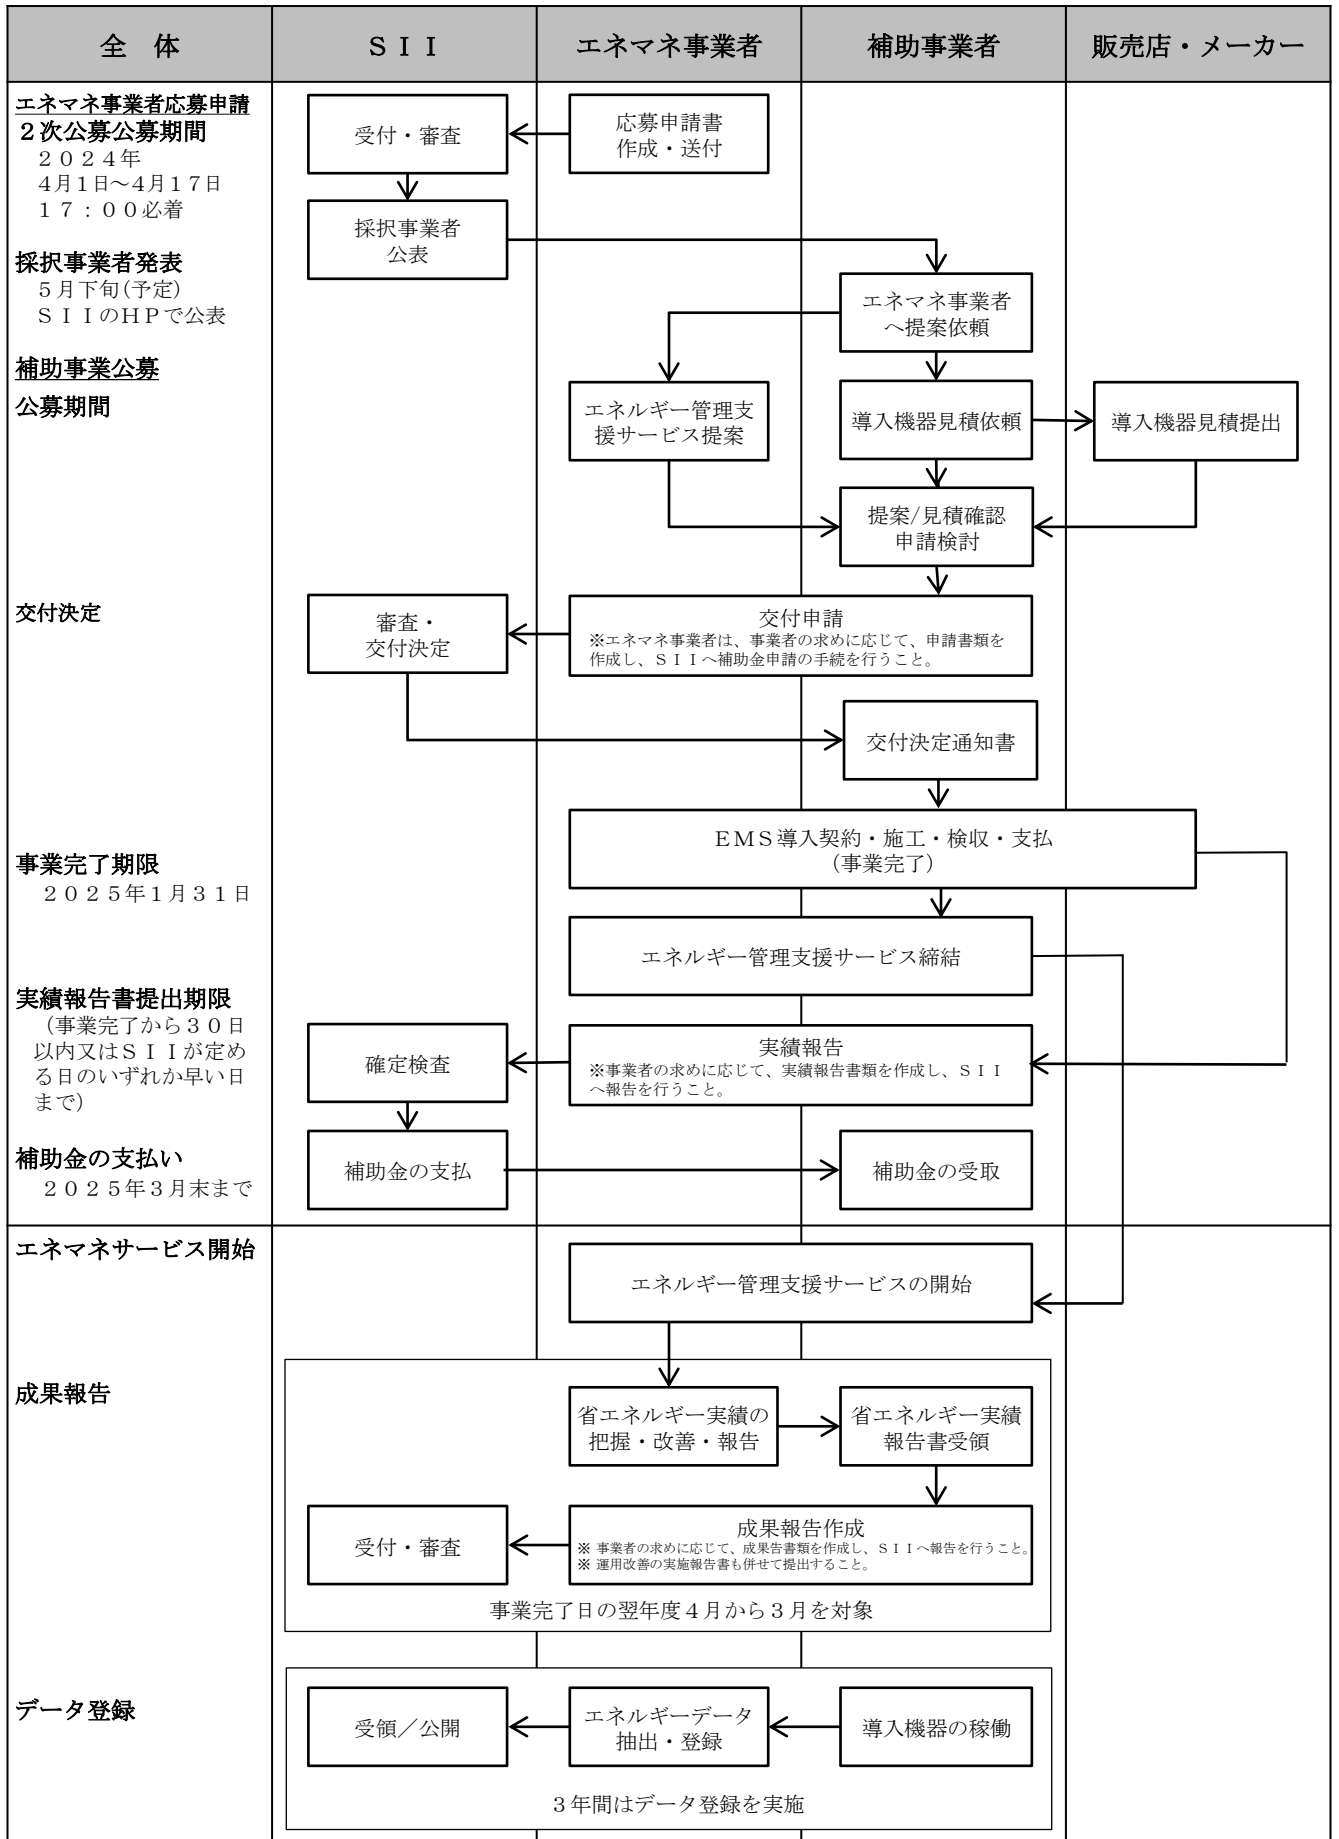 全 体
ＳＩＩ
エネマネ事業者
補助事業者
販売店・メーカー
エネマネ事業者応募申請
２次公募公募期間
２０２４年
４月１日～４月１７日
１７：００必着
受付・審査
応募申請書
作成・送付
採択事業者
公表
採択事業者発表
５月下旬(予定)
ＳＩＩのＨＰで公表
エネマネ事業者
へ提案依頼
補助事業公募
公募期間
エネルギー管理支
援サービス提案
導入機器見積依頼
導入機器見積提出
提案/見積確認
申請検討
交付決定
審査・
交付決定
交付申請
※エネマネ事業者は、事業者の求めに応じて、申請書類を
作成し、ＳＩＩへ補助金申請の手続を行うこと。
交付決定通知書
ＥＭＳ導入契約・施工・検収・支払
(事業完了)
事業完了期限
２０２５年１月３１日
エネルギー管理支援サービス締結
実績報告書提出期限
（事業完了から３０日
以内又はＳＩＩが定め
る日のいずれか早い日
まで）
確定検査
実績報告
※事業者の求めに応じて、実績報告書類を作成し、ＳＩＩ
へ報告を行うこと。
補助金の支払い
２０２５年３月末まで
補助金の支払
補助金の受取
エネマネサービス開始
エネルギー管理支援サービスの開始
成果報告
省エネルギー実績の
把握・改善・報告
省エネルギー実績
報告書受領
受付・審査
成果報告作成
※ 事業者の求めに応じて、成果告書類を作成し、ＳＩＩへ報告を行うこと。
※ 運用改善の実施報告書も併せて提出すること。
事業完了日の翌年度４月から３月を対象
データ登録
受領／公開
エネルギーデータ
抽出・登録
導入機器の稼働
３年間はデータ登録を実施